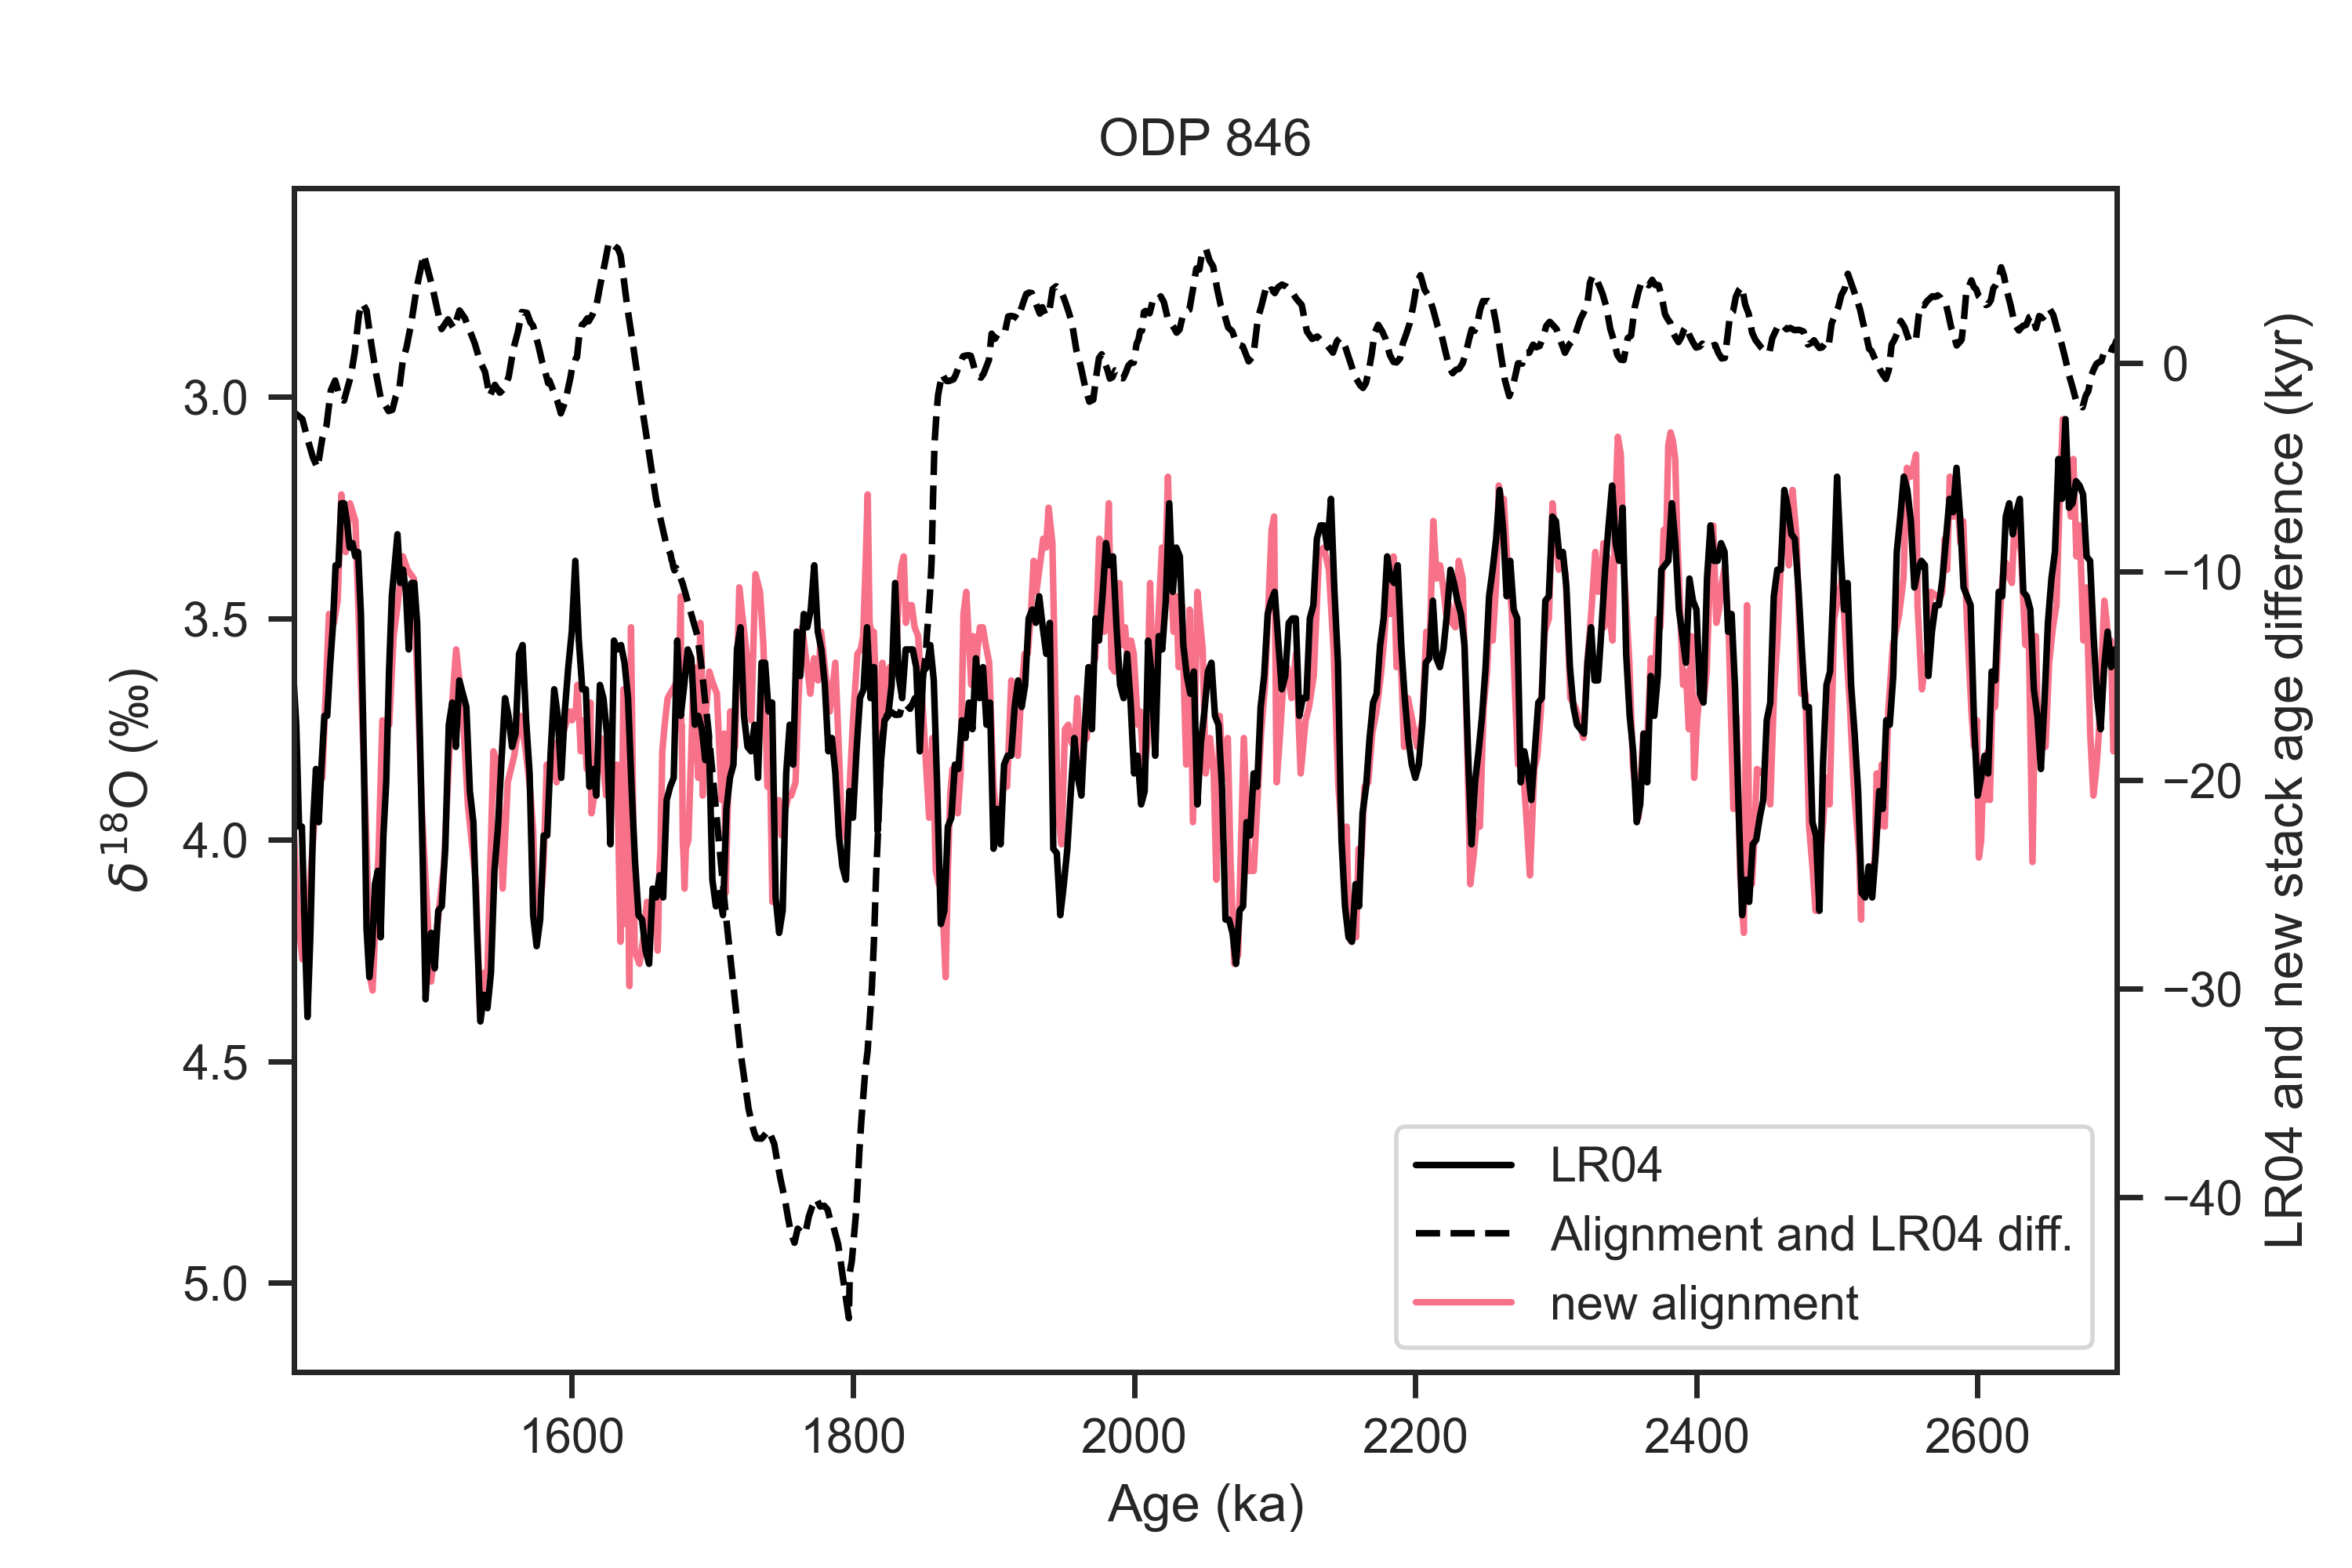 ODP 846
3.0
3.5
4.0
4.5
5.0
δ¹⁸O (‰)
0
−10
−20
−30
−40
LR04 and new stack age difference (kyr)
LR04
Alignment and LR04 diff.
new alignment
1600 1800 2000 2200 2400 2600
Age (ka)